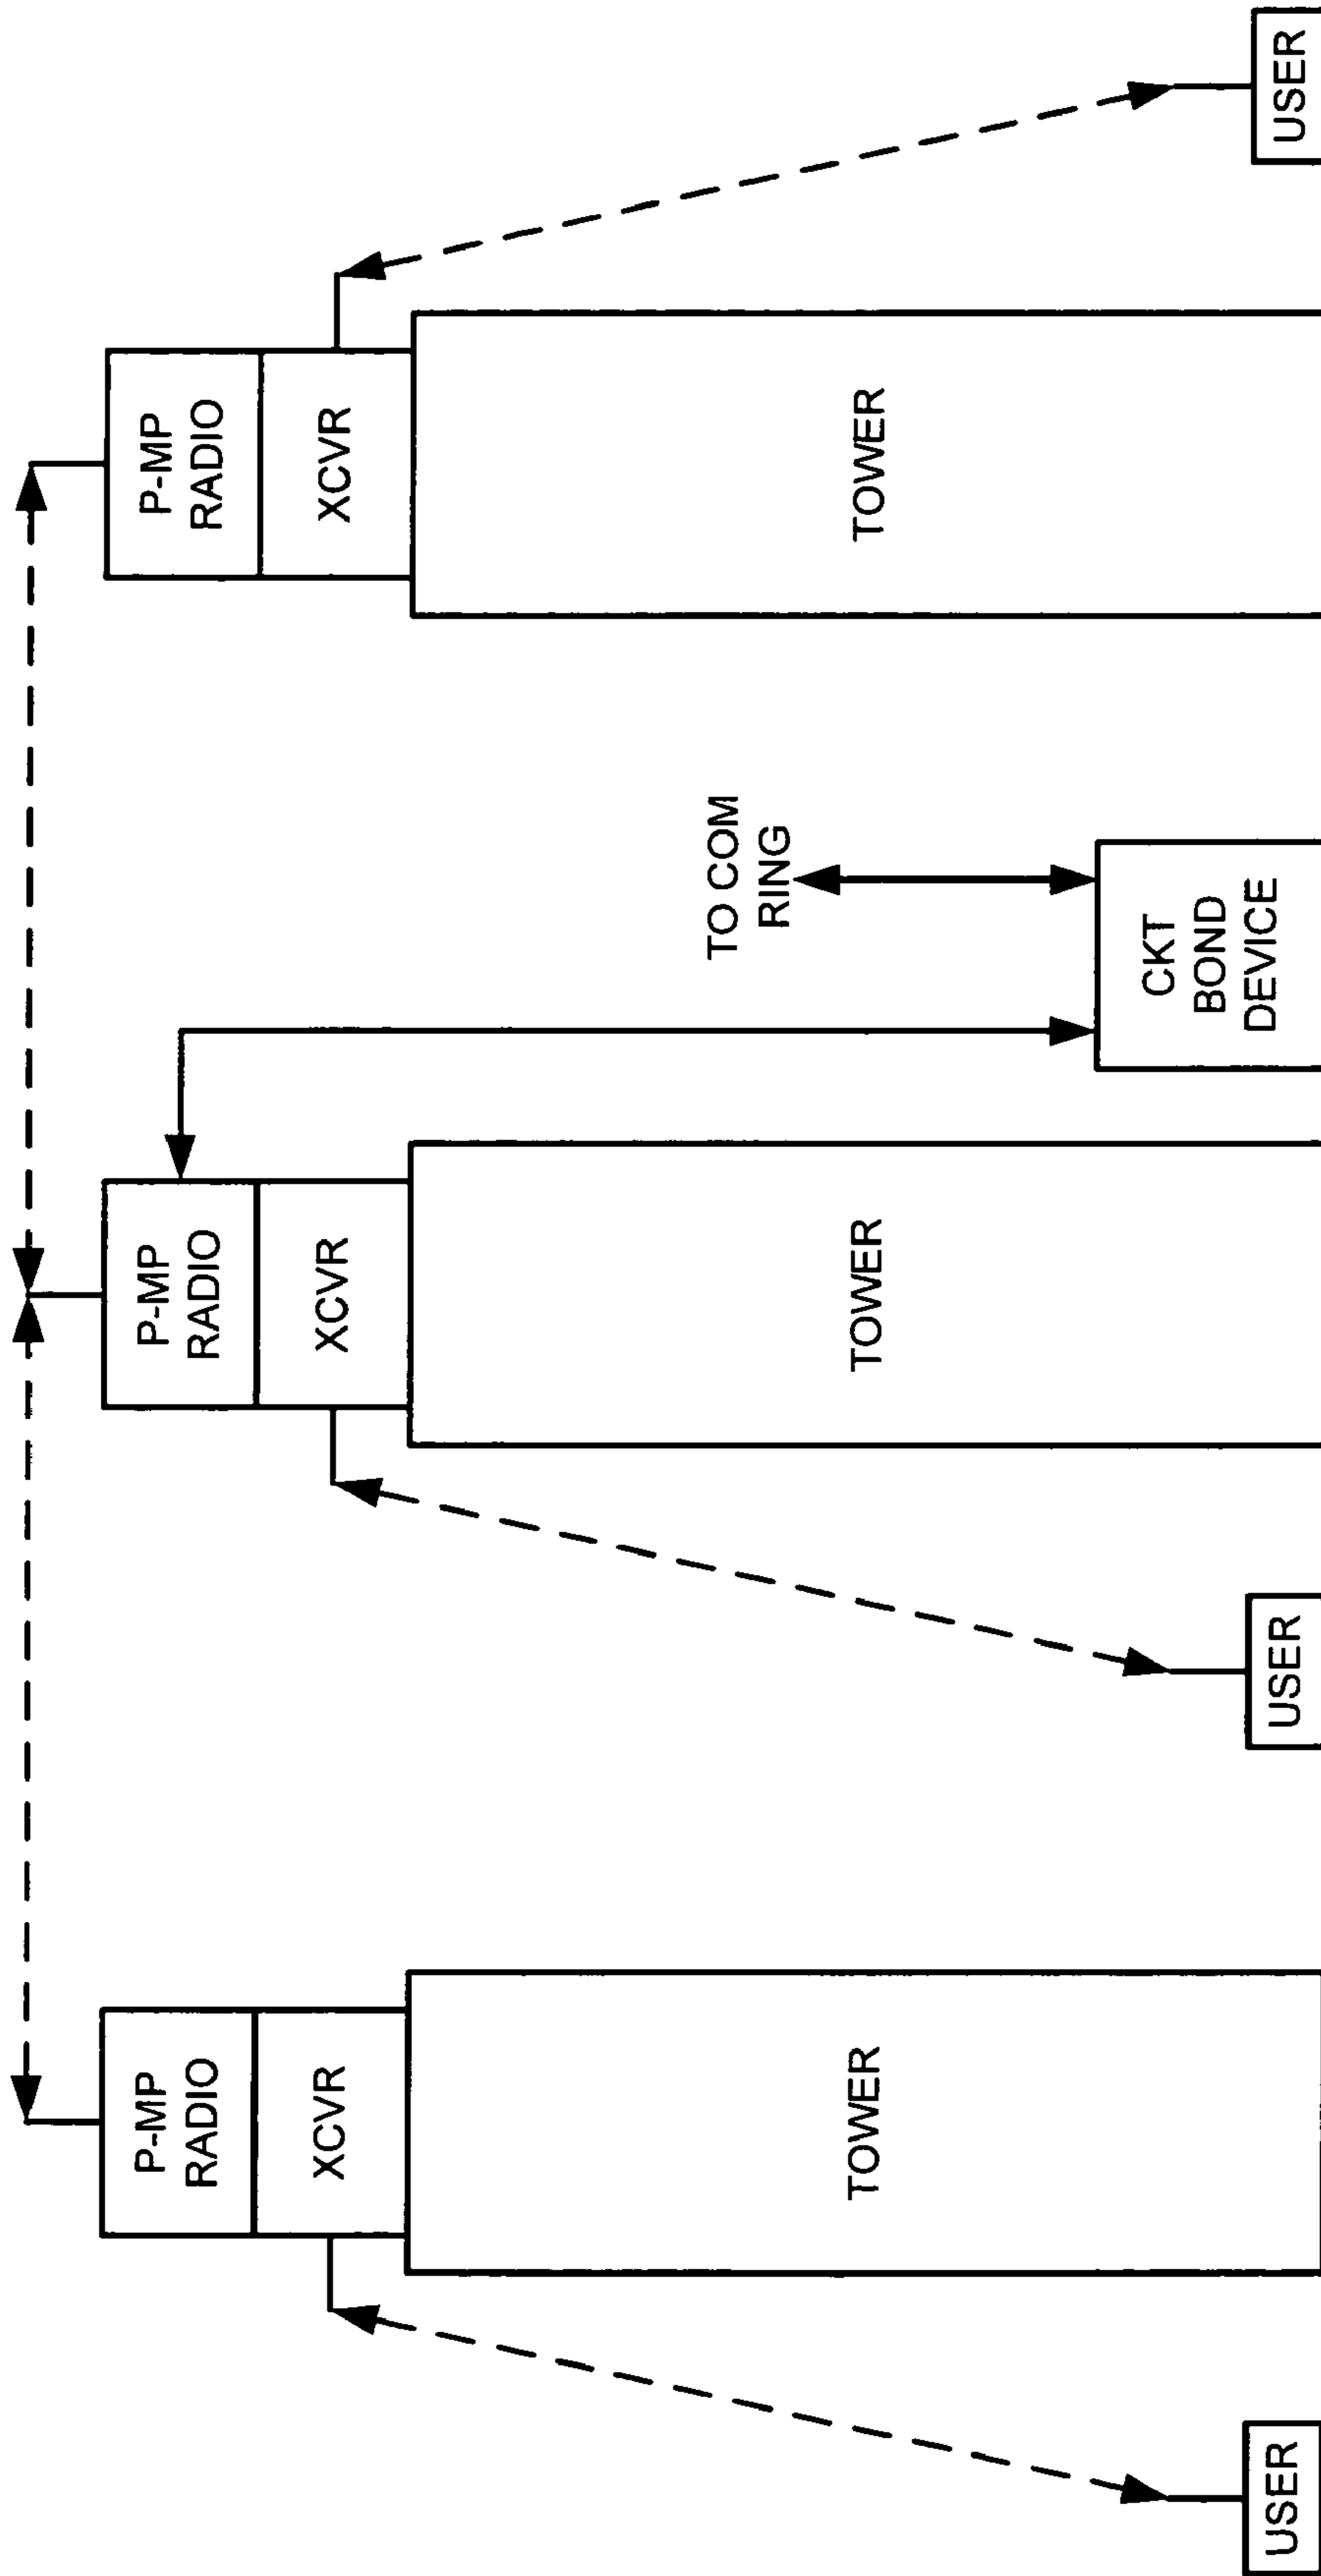 P-MP
RADIO
XCVR
TOWER
USER
P-MP
RADIO
XCVR
TOWER
USER
TO COM
RING
CKT
BOND
DEVICE
P-MP
RADIO
XCVR
TOWER
USER